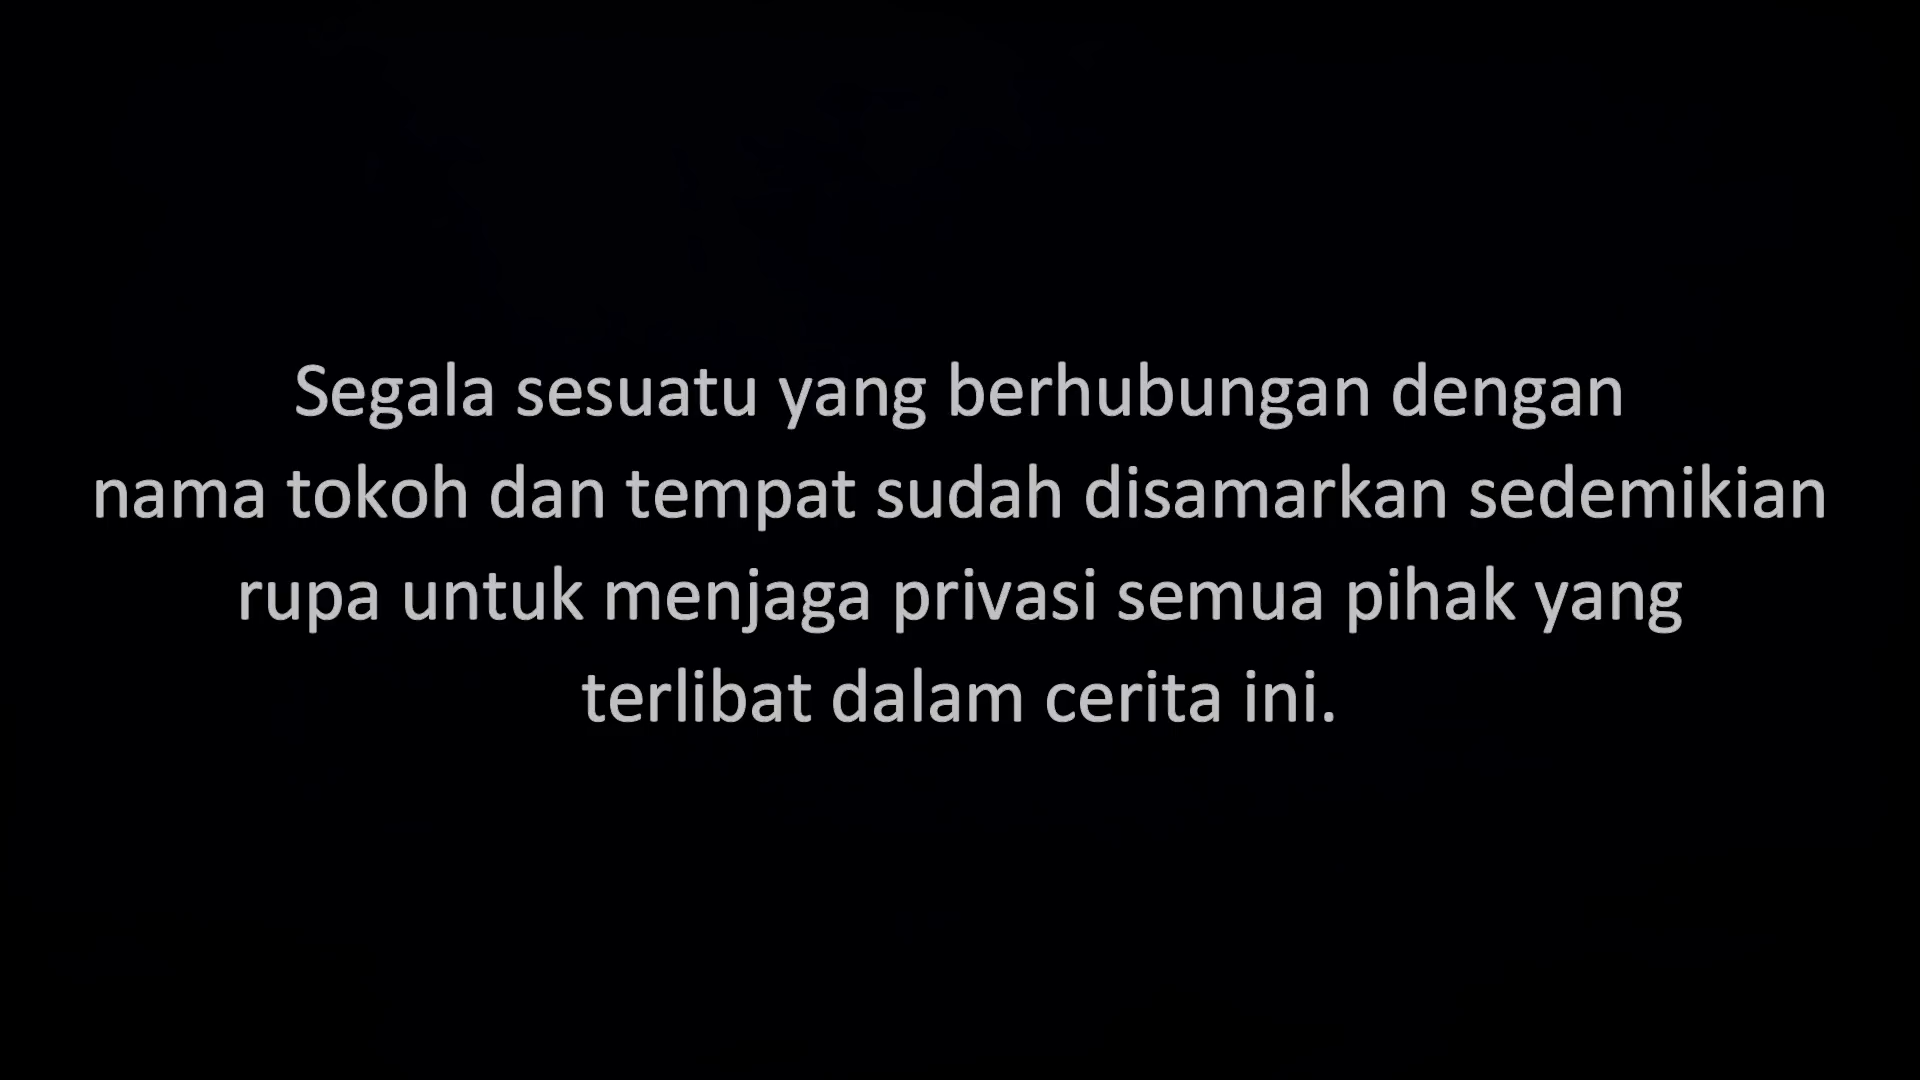 Segala sesuatu yang berhubungan dengan
nama tokoh dan tempat sudah disamarkan sedemikian
rupa untuk menjaga privasi semua pihak yang
terlibat dalam cerita ini.